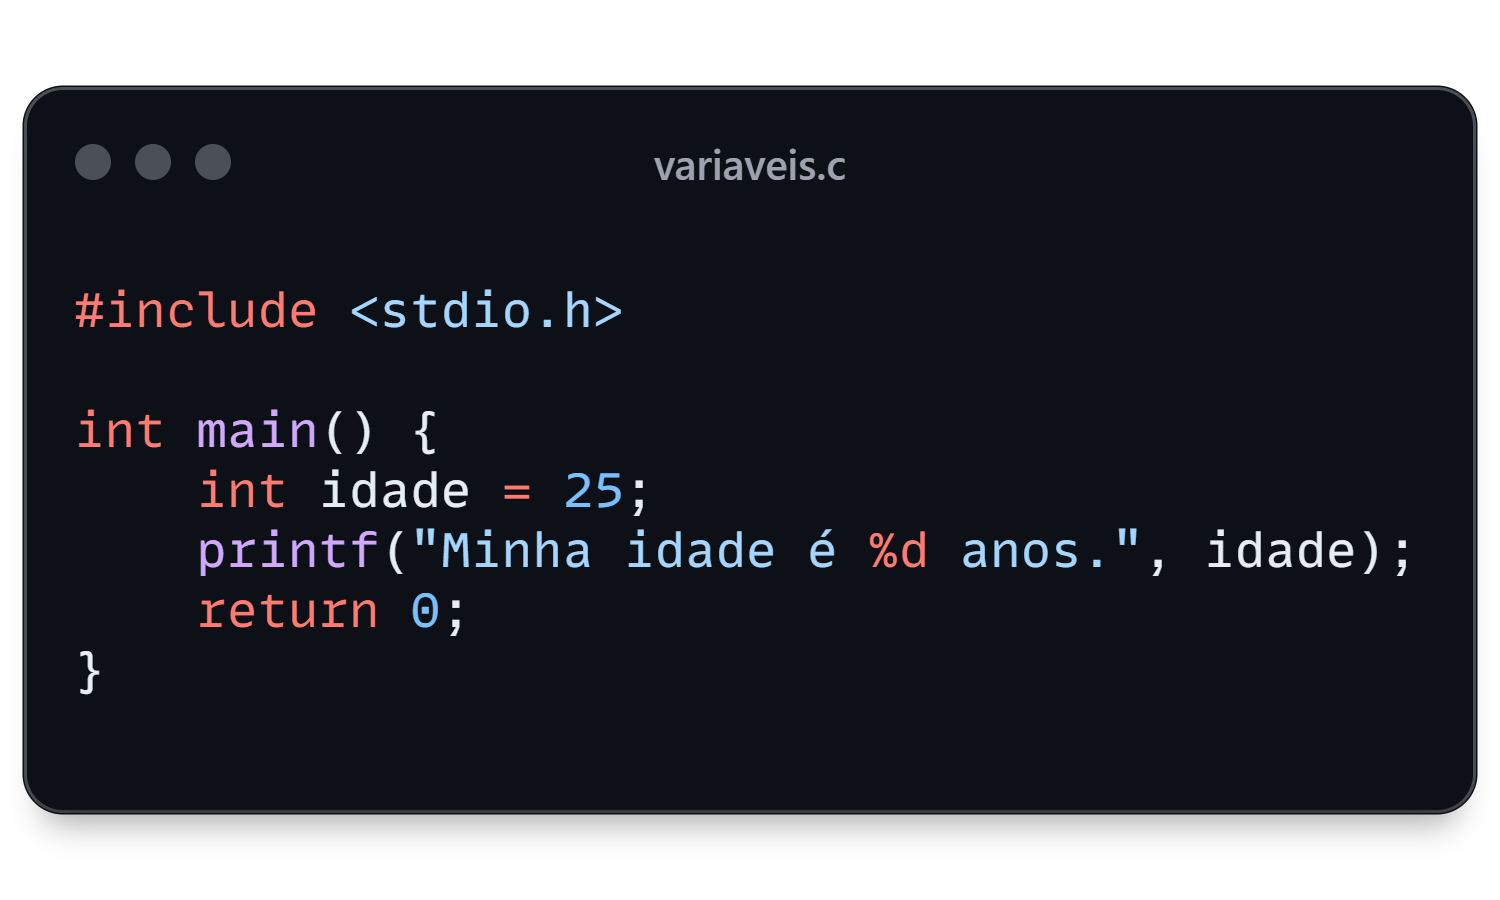 variaveis.c
#include <stdio.h>
int main() {
    int idade = 25;
    printf("Minha idade é %d anos.", idade);
    return 0;
}